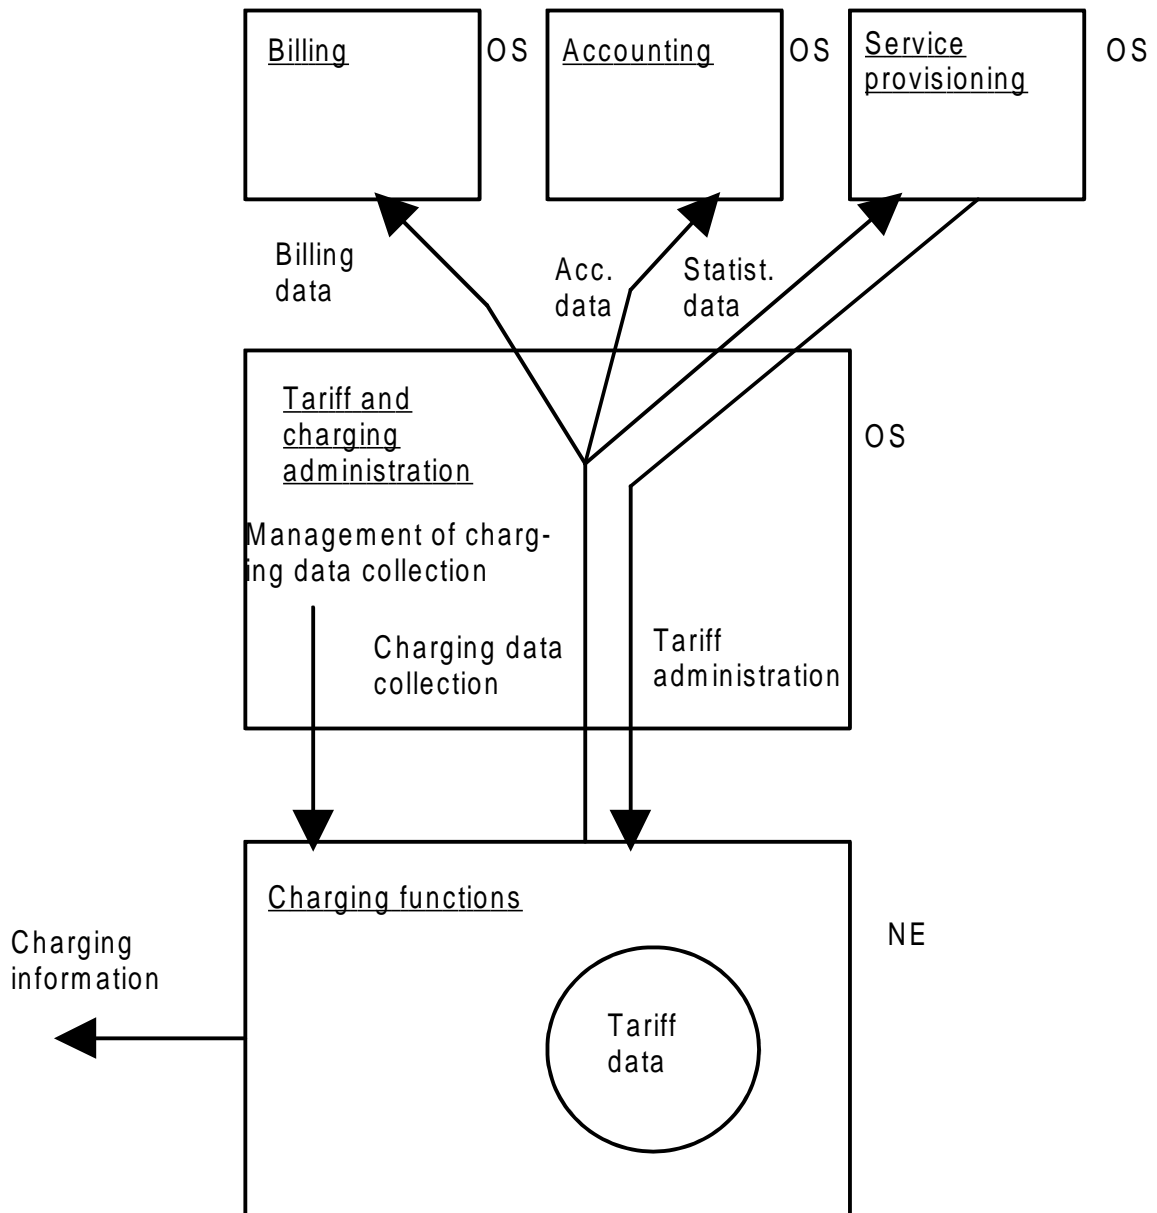 Billing
OS
Accounting
OS
Service
provisioning
OS
Billing
data
Acc.
data
Statist.
data
Tariff and
charging
administration
OS
Management of charg-
ing data collection
Charging data
collection
Tariff
administration
Charging functions
NE
Charging
information
Tariff
data